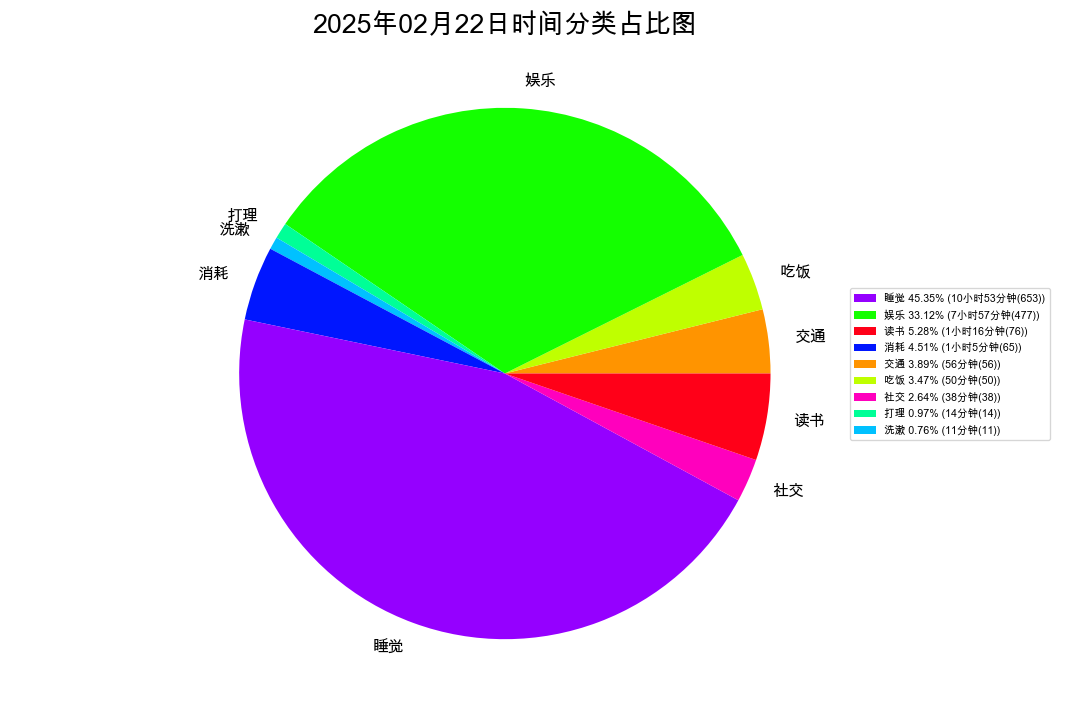 2025年02月22日时间分类占比图
娱乐
打理
洗漱
消耗
吃饭
交通
读书
社交
睡觉
睡觉 45.35% (10小时53分钟(653))
娱乐 33.12% (7小时57分钟(477))
读书 5.28% (1小时16分钟(76))
消耗 4.51% (1小时5分钟(65))
交通 3.89% (56分钟(56))
吃饭 3.47% (50分钟(50))
社交 2.64% (38分钟(38))
打理 0.97% (14分钟(14))
洗漱 0.76% (11分钟(11))